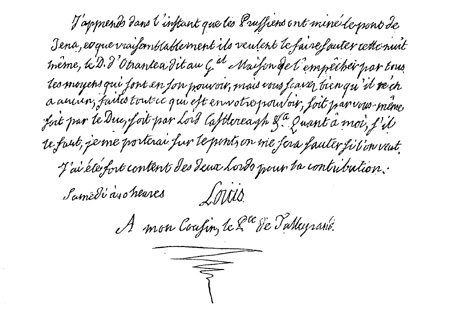 J'apprends dans l'instant que les Prussiens ont miné le pont de
Jena, et que vraisemblablement ils veulent le faire sauter cette nuit
même, le D. d'Otrante a dit au Gal Maison de l'empêcher par tous
les moyens qui sont en son pouvoir, mais vous sçavez bien qu'il n'en
a aucun, faites tout ce qui est en votre pouvoir, soit par vous-même
soit par le Duc, soit par Lord Castlereagh &ca Quant à moi, s'il
le faut, je me porterai sur le pont, on me fera sauter si l'on veut.
J'ai été fort content des deux Lords pour la contribution.
Samedi à 10 heures Louis
A mon Cousin, le Pce de Talleyrand.